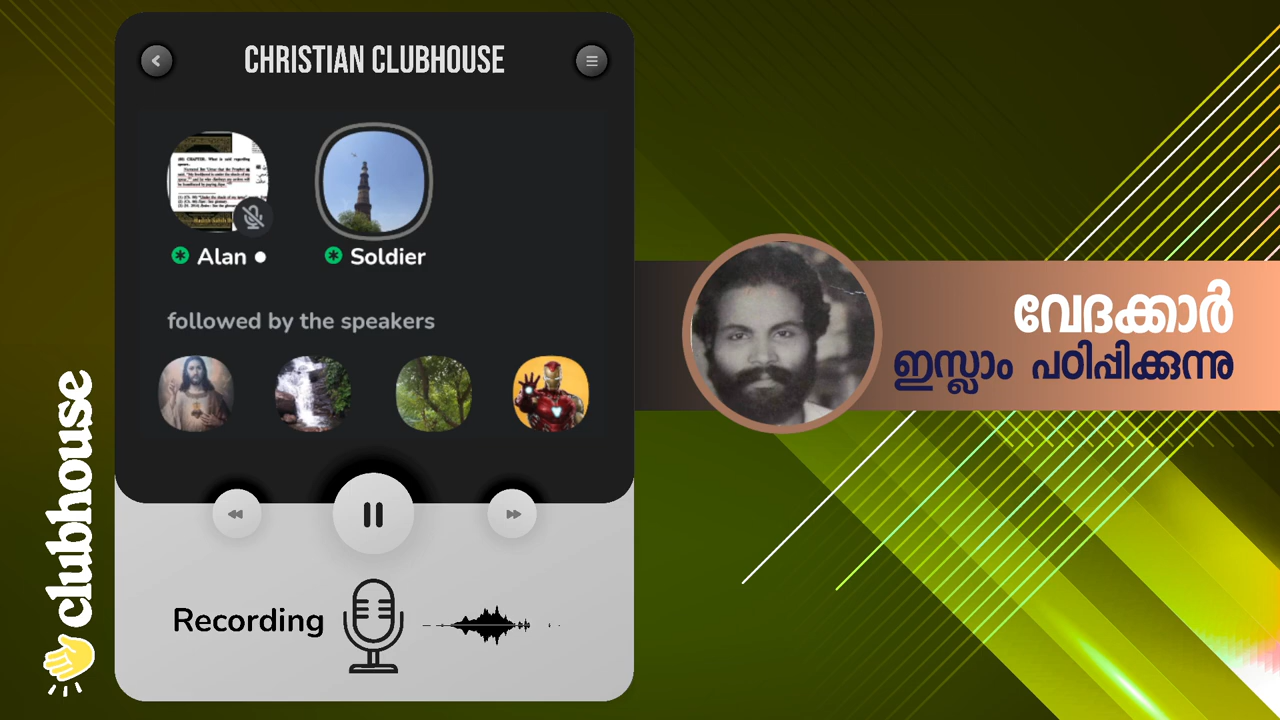 CHRISTIAN CLUBHOUSE
Alan
Soldier
followed by the speakers
Recording
clubhouse
വേദക്കാർ
ഇസ്ലാം പഠിപ്പിക്കുന്നു